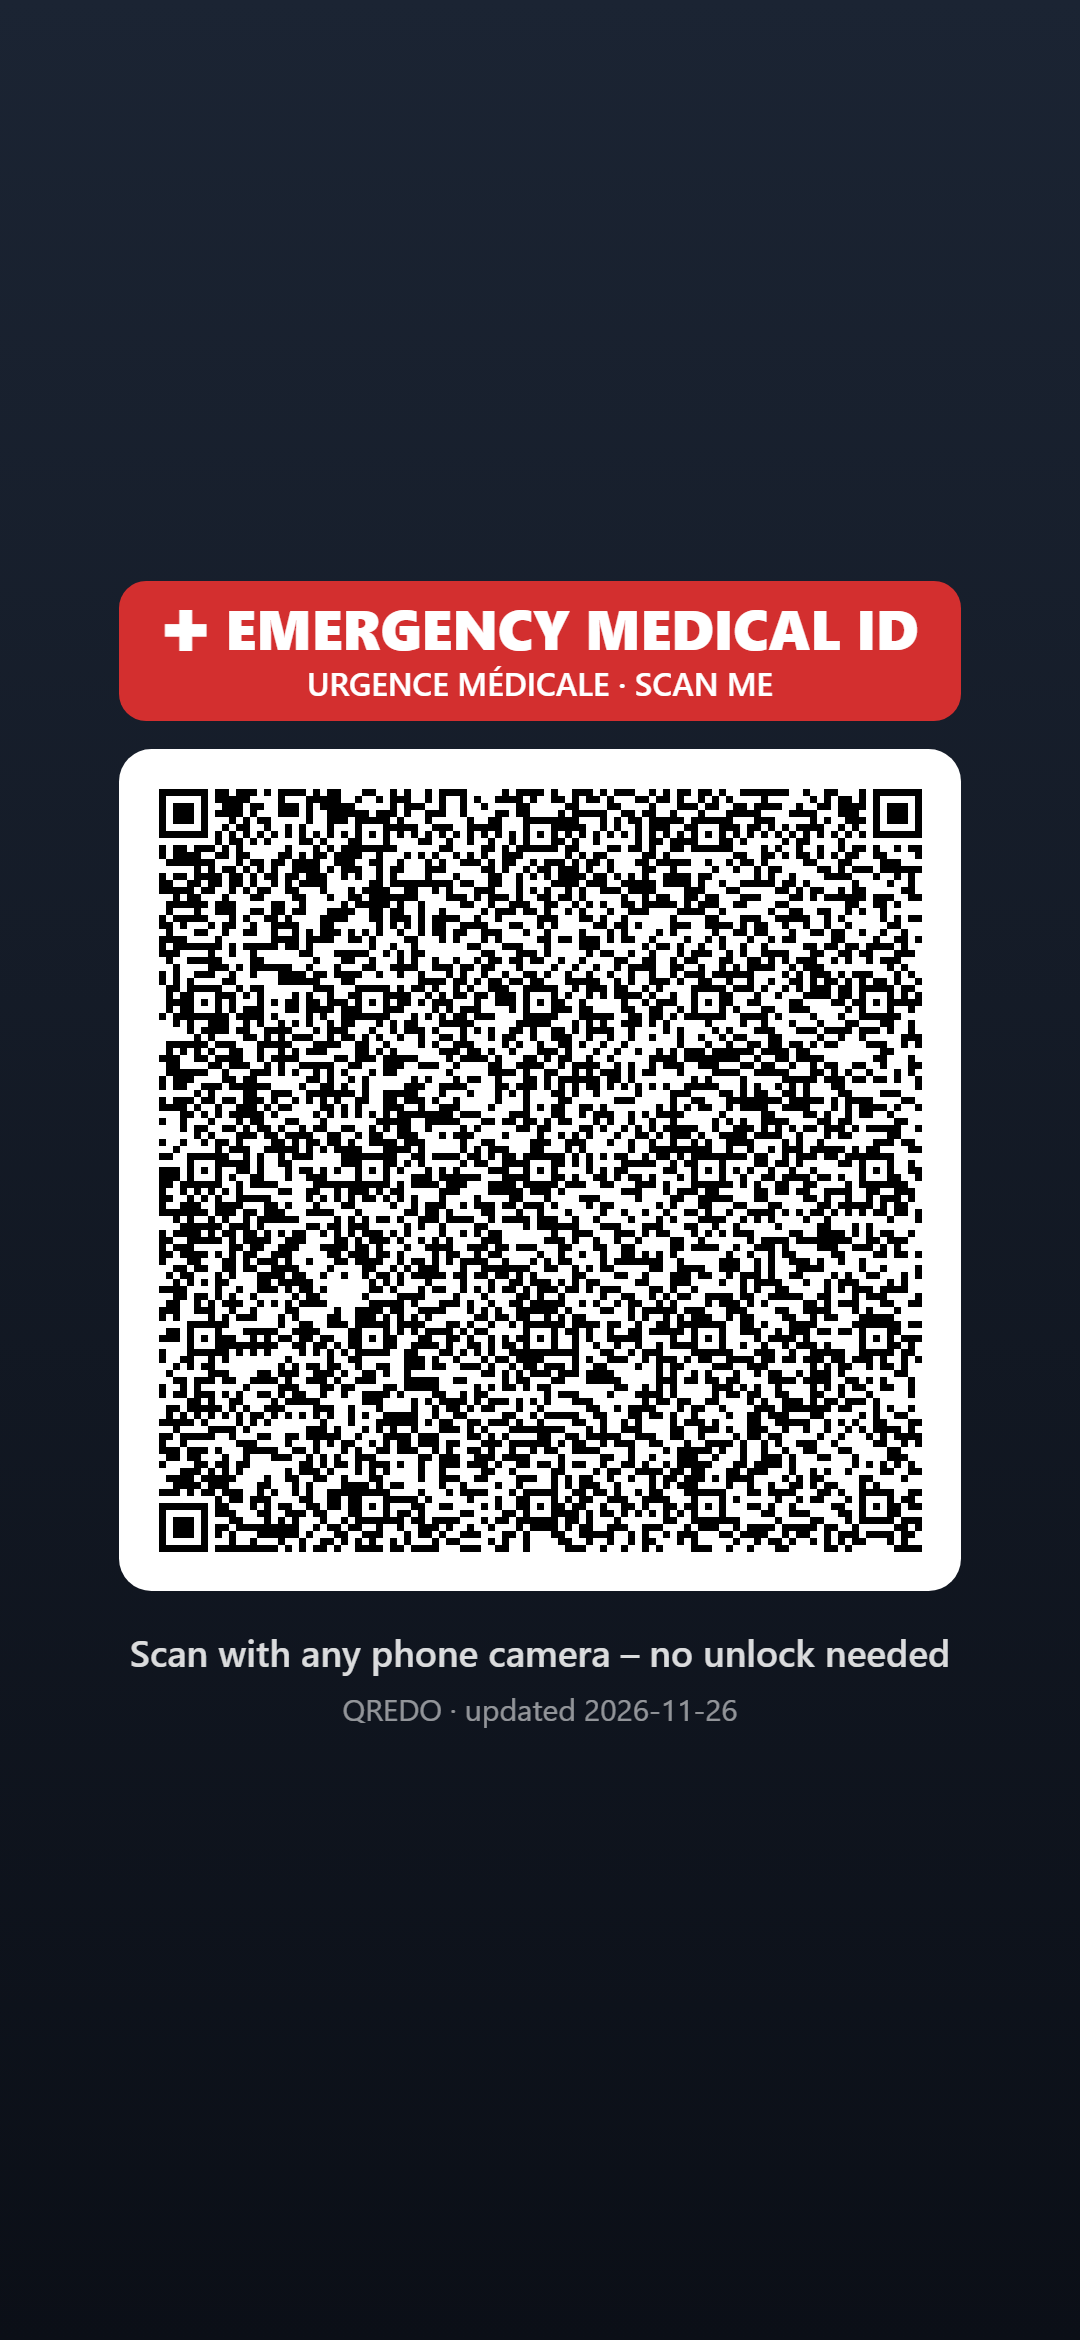 ✚ EMERGENCY MEDICAL ID
URGENCE MÉDICALE · SCAN ME
Scan with any phone camera – no unlock needed
QREDO · updated 2026-11-26